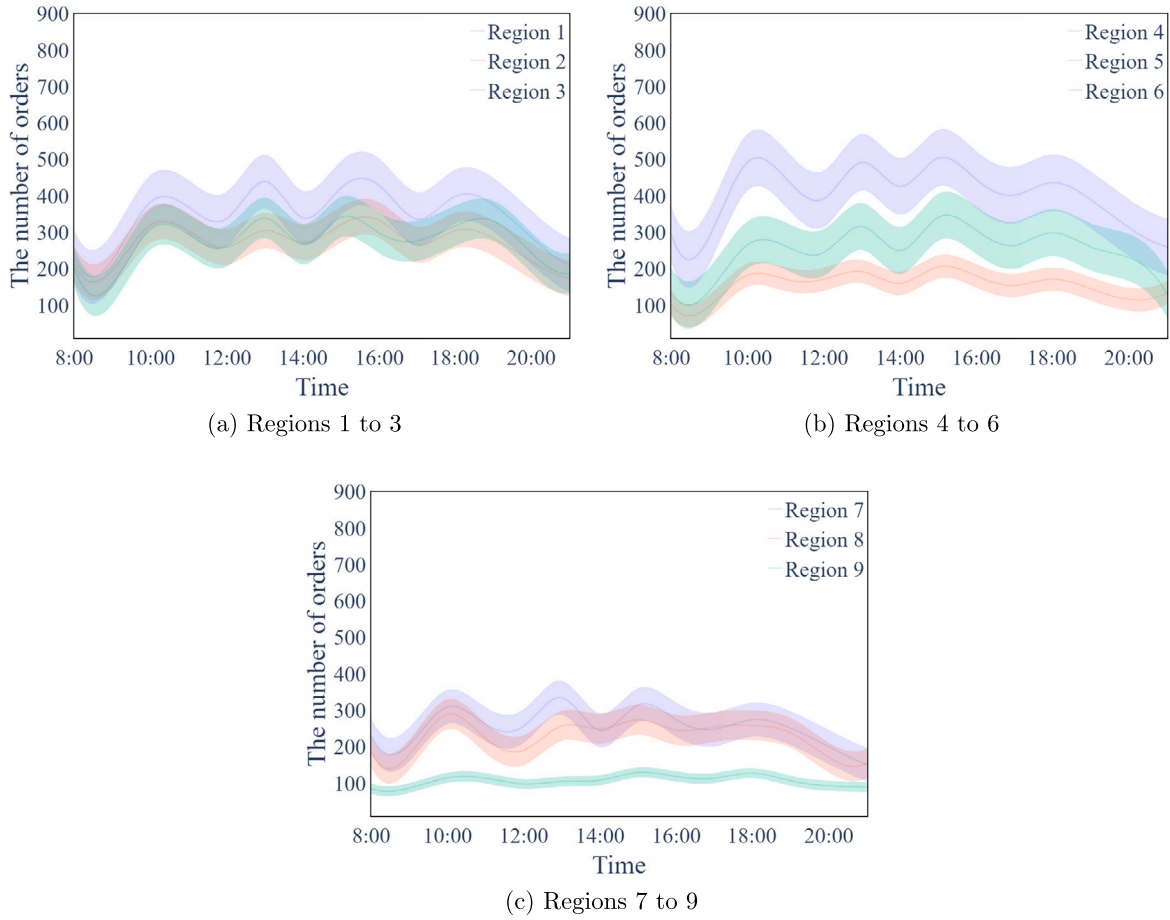 900
800
700
600
500
400
300
200
100
The number of orders
Region 1
Region 2
Region 3
8:00 10:00 12:00 14:00 16:00 18:00 20:00
Time
(a) Regions 1 to 3
900
800
700
600
500
400
300
200
100
The number of orders
Region 4
Region 5
Region 6
8:00 10:00 12:00 14:00 16:00 18:00 20:00
Time
(b) Regions 4 to 6
900
800
700
600
500
400
300
200
100
The number of orders
Region 7
Region 8
Region 9
8:00 10:00 12:00 14:00 16:00 18:00 20:00
Time
(c) Regions 7 to 9